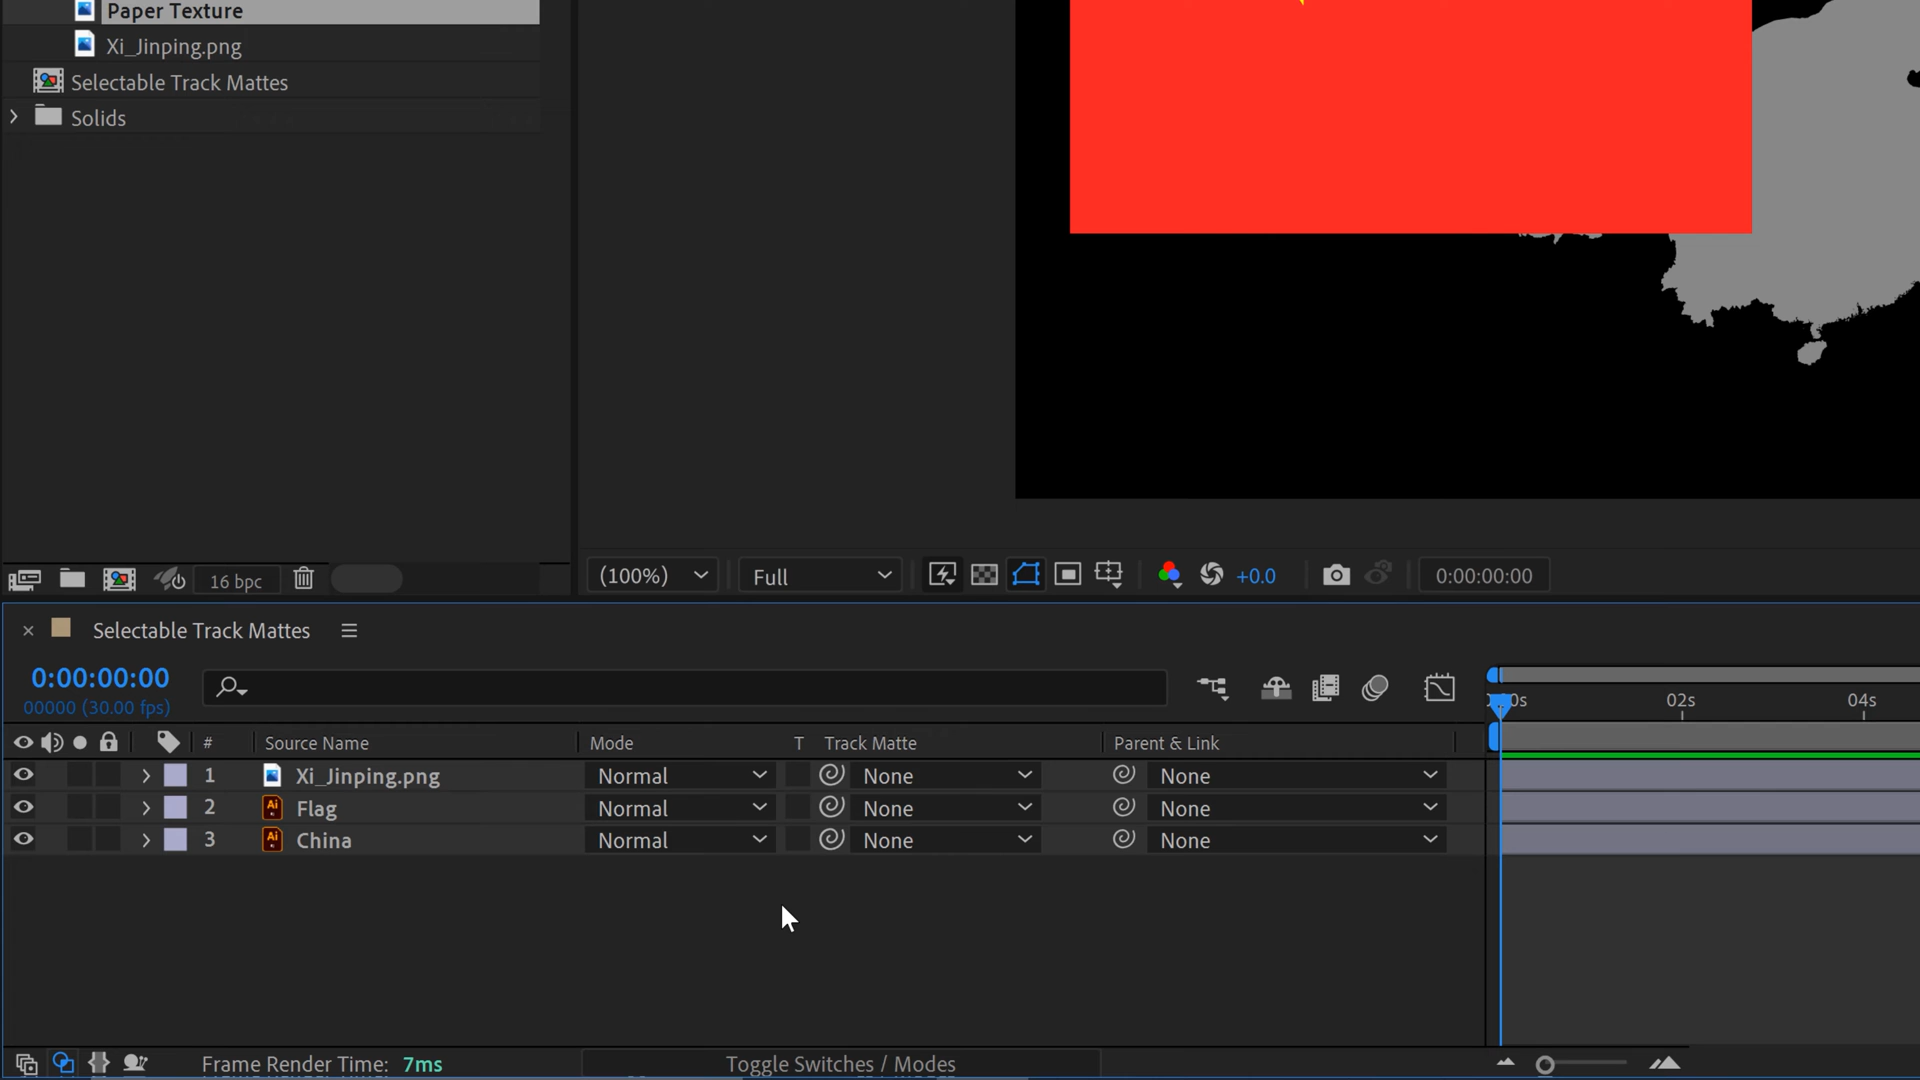 Paper Texture
Xi_Jinping.png
Selectable Track Mattes
Solids
16 bpc
(100%)
Full
+0.0
0:00:00:00
Selectable Track Mattes
0:00:00:00
00000 (30.00 fps)
02s
04s
#
Source Name
Mode
T
Track Matte
Parent & Link
1
Xi_Jinping.png
Normal
None
None
2
Ai
Flag
Normal
None
None
3
Ai
China
Normal
None
None
Frame Render Time: 7ms
Toggle Switches / Modes